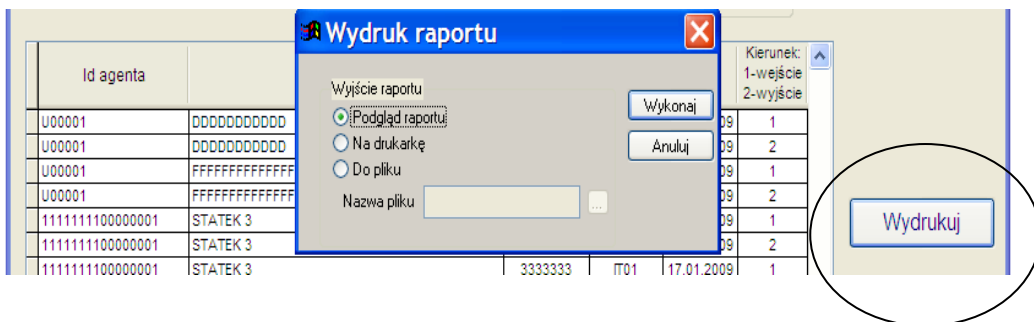 Wydruk raportu
Id agenta
Kierunek:
1-wejście
2-wyjście
Wyjście raportu
Podgląd raportu
Na drukarkę
Do pliku
Nazwa pliku
...
Wykonaj
Anuluj
U00001 DDDDDDDDDDD 09 1
U00001 DDDDDDDDDDD 09 2
U00001 FFFFFFFFFFFFFF 09 1
U00001 FFFFFFFFFFFFFF 09 2
1111111100000001 STATEK 3 09 1
1111111100000001 STATEK 3 09 2
1111111100000001 STATEK 3 3333333 IT01 17.01.2009 1
Wydrukuj